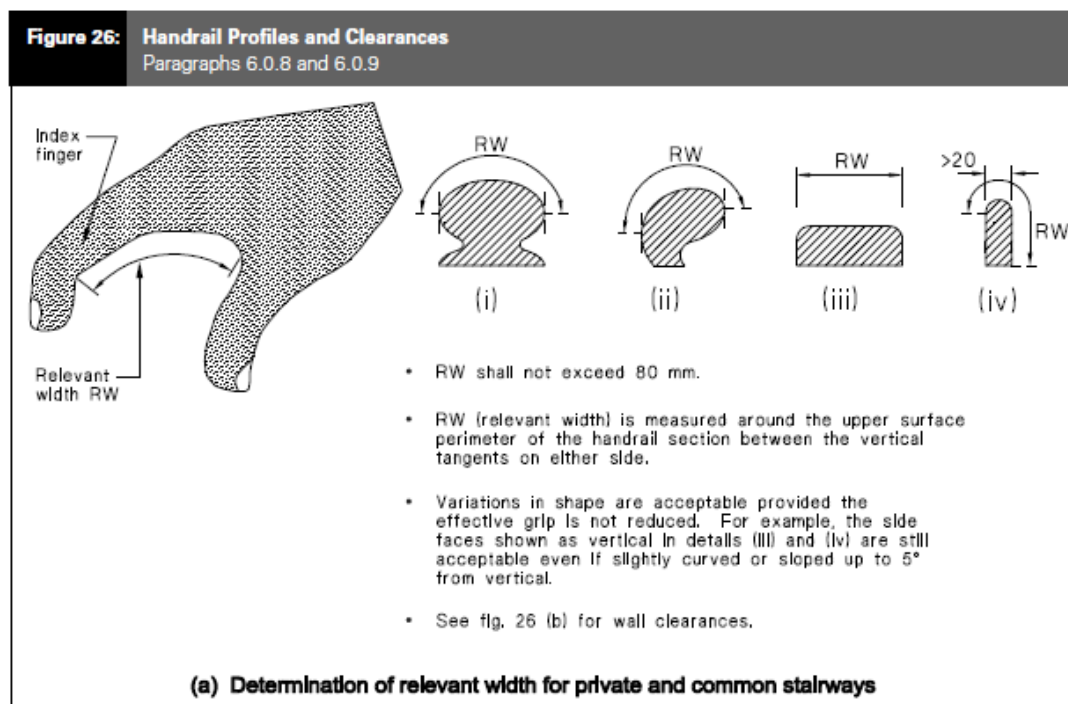 Figure 26: Handrail Profiles and Clearances
Paragraphs 6.0.8 and 6.0.9
Index
finger
Relevant
width RW
RW
RW
RW
>20
RW
(i)
(ii)
(iii)
(iv)
• RW shall not exceed 80 mm.
• RW (relevant width) is measured around the upper surface
perimeter of the handrail section between the vertical
tangents on either side.
• Variations in shape are acceptable provided the
effective grip is not reduced. For example, the side
faces shown as vertical in details (iii) and (iv) are still
acceptable even if slightly curved or sloped up to 5°
from vertical.
• See fig. 26 (b) for wall clearances.
(a) Determination of relevant width for private and common stairways